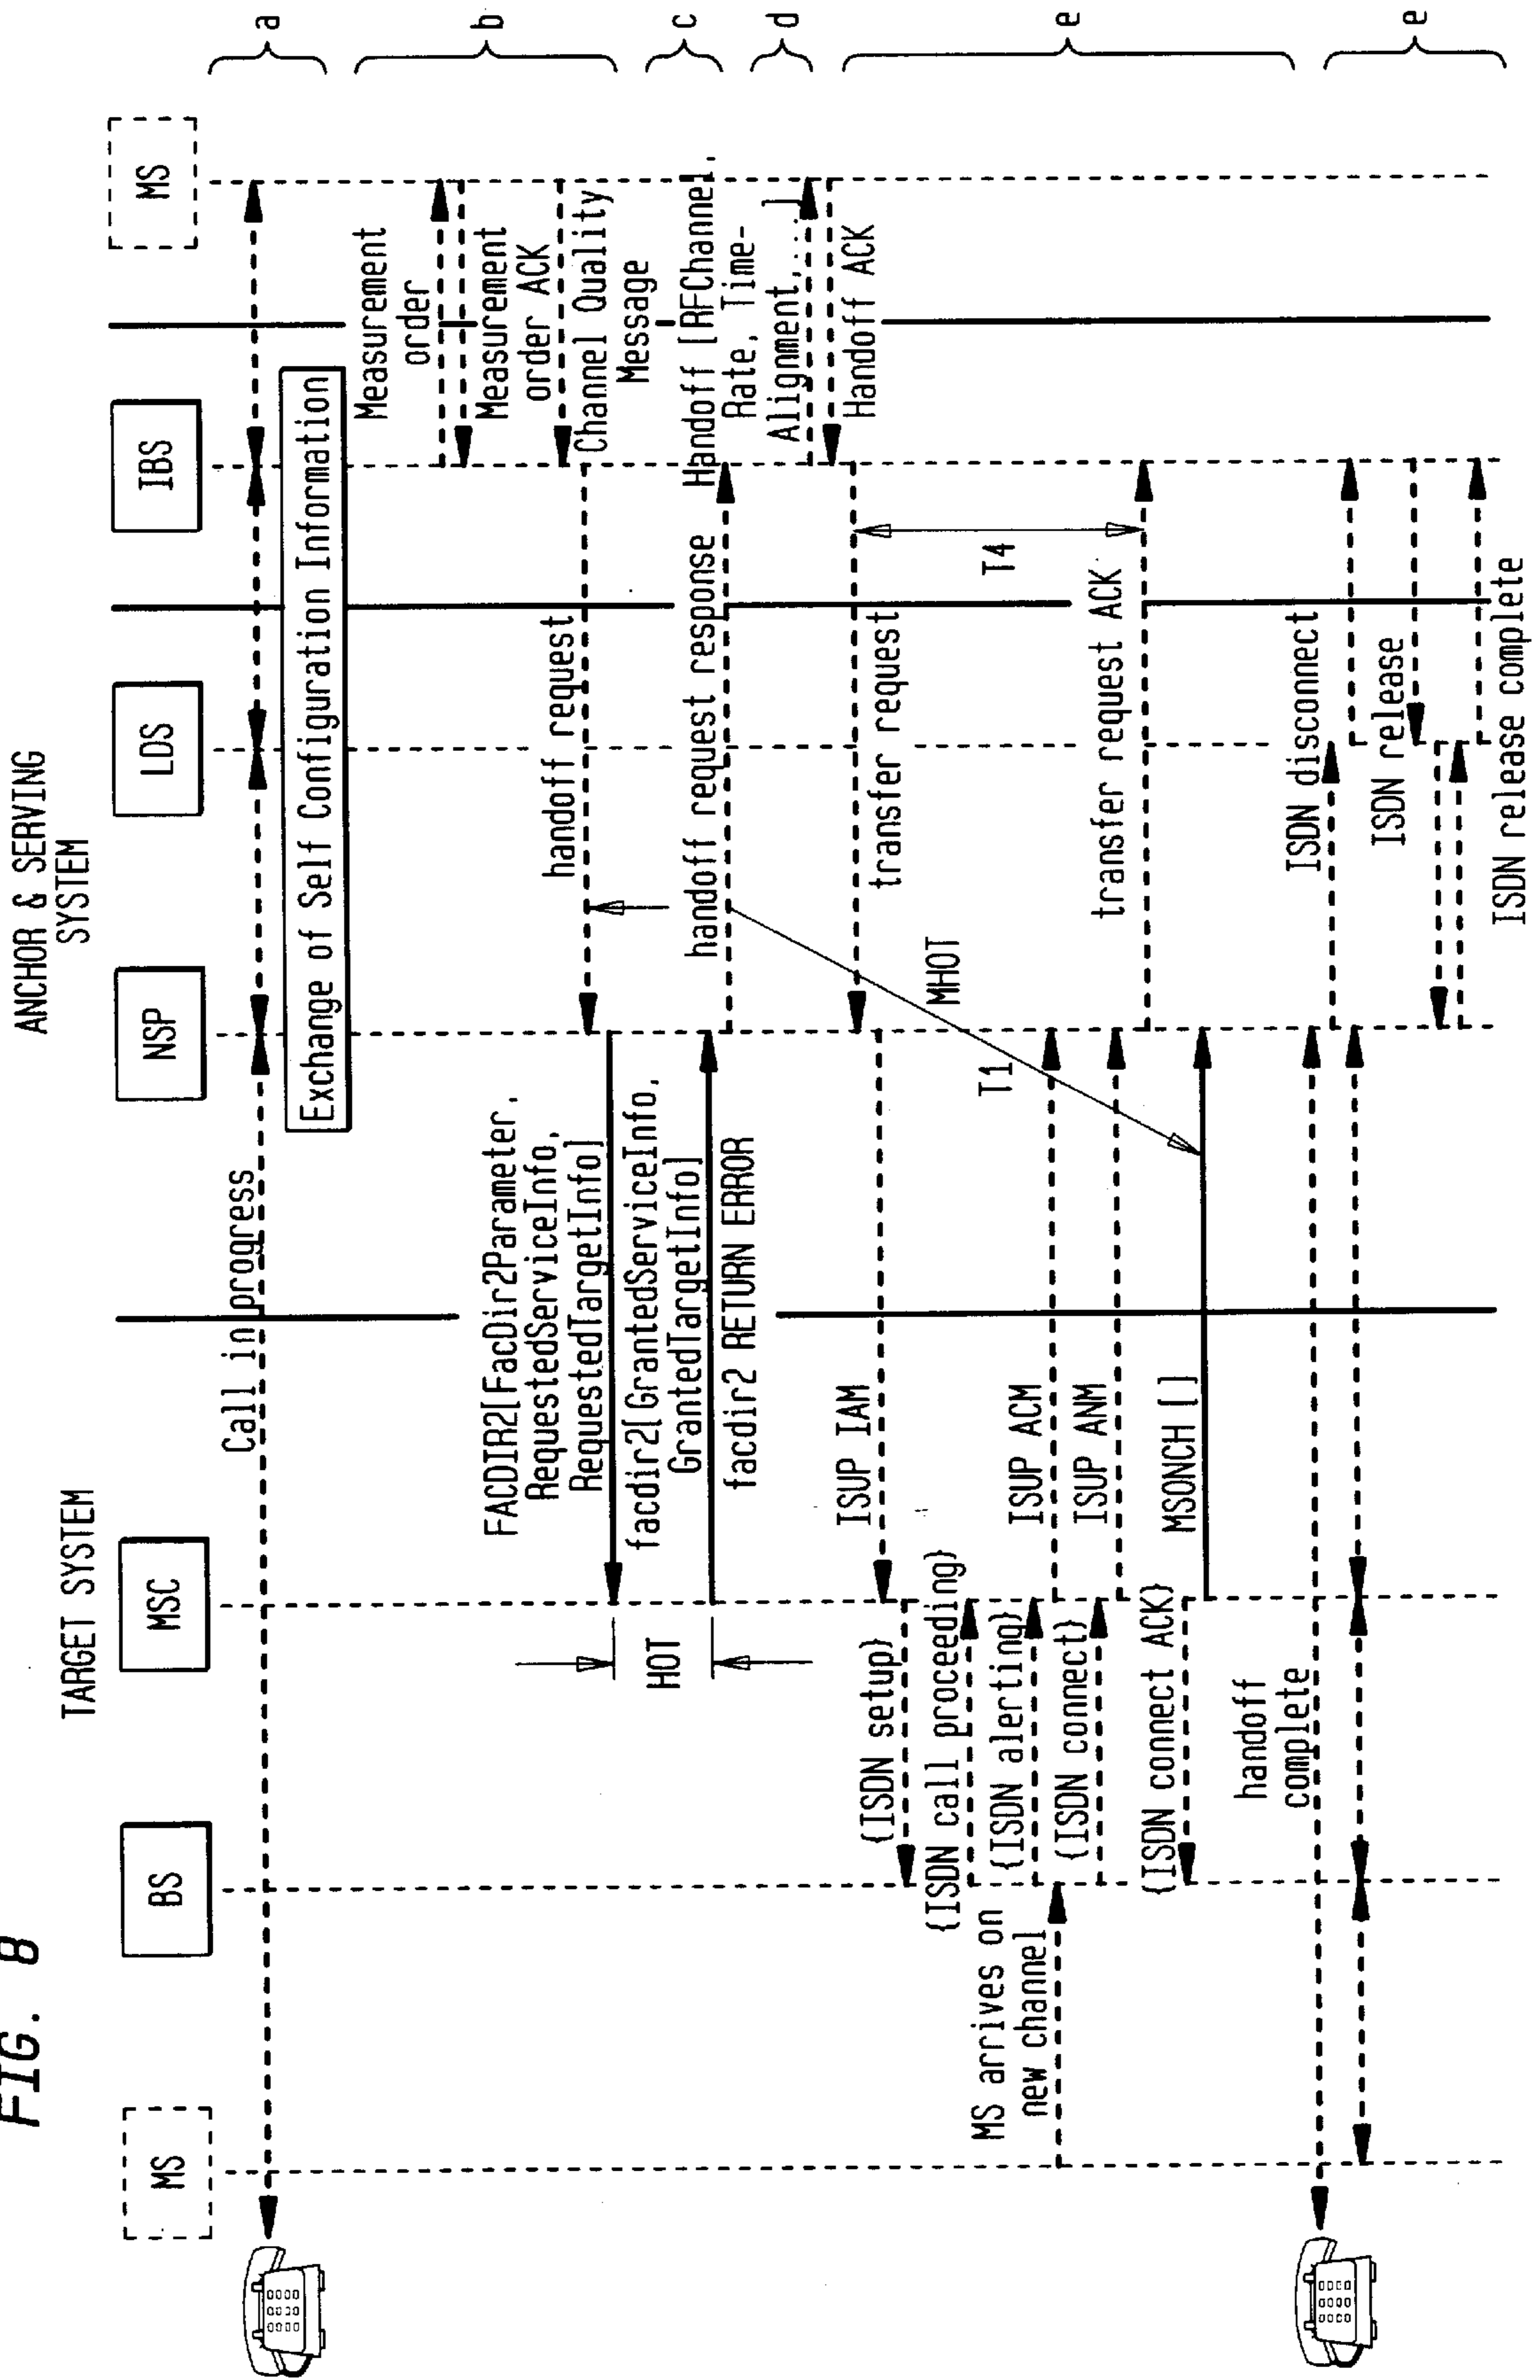 FIG. 8
TARGET SYSTEM
ANCHOR & SERVING
SYSTEM
MS
BS
MSC
NSP
LDS
IBS
MS
Call in progress
a
Exchange of Self Configuration Information
Measurement
order
Measurement
order ACK
Channel Quality
Message
b
handoff request
FACDIR2[FacDir2Parameter,
RequestedServiceInfo,
RequestedTargetInfo]
HOT
facdir2[GrantedServiceInfo,
GrantedTargetInfo]
facdir2 RETURN ERROR
handoff request response
c
Handoff [RFChannel,
Rate, Time-
Alignment,...]
Handoff ACK
d
transfer request
ISUP IAM
{ISDN setup}
{ISDN call proceeding}
MHOT
T1
T4
MS arrives on
new channel
{ISDN alerting}
ISUP ACM
{ISDN connect}
ISUP ANM
transfer request ACK
{ISDN connect ACK}
MSONCH []
e
handoff
complete
ISDN disconnect
ISDN release
ISDN release complete
e